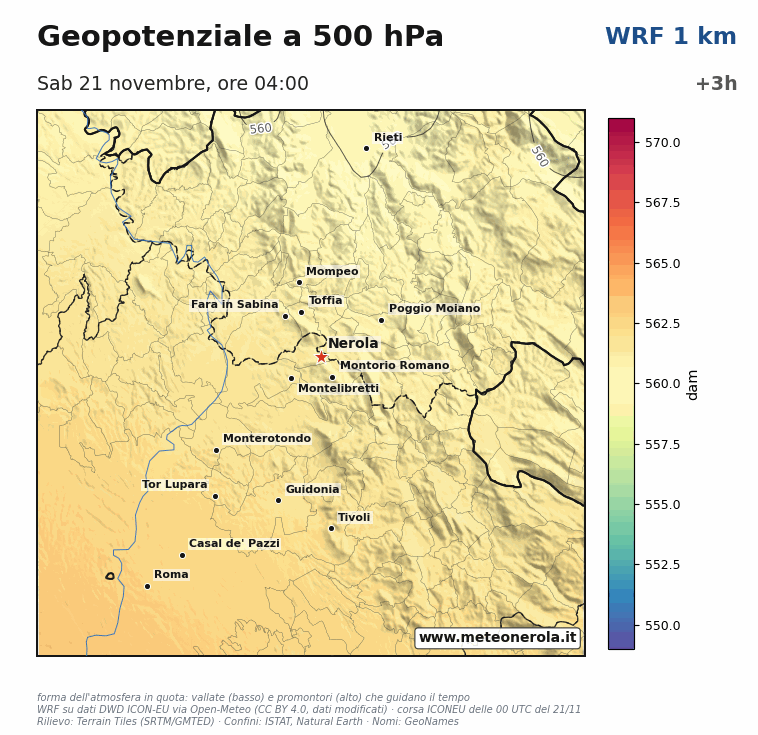 Geopotenziale a 500 hPa
WRF 1 km
Sab 21 novembre, ore 04:00
+3h
560
Rieti
560
570.0
567.5
565.0
562.5
560.0
557.5
555.0
552.5
550.0
dam
Mompeo
Fara in Sabina
Toffia
Poggio Moiano
Nerola
Montorio Romano
Montelibretti
Monterotondo
Tor Lupara
Guidonia
Tivoli
Casal de' Pazzi
Roma
www.meteonerola.it
forma dell'atmosfera in quota: vallate (basso) e promontori (alto) che guidano il tempo
WRF su dati DWD ICON-EU via Open-Meteo (CC BY 4.0, dati modificati) · corsa ICONEU delle 00 UTC del 21/11
Rilievo: Terrain Tiles (SRTM/GMTED) · Confini: ISTAT, Natural Earth · Nomi: GeoNames